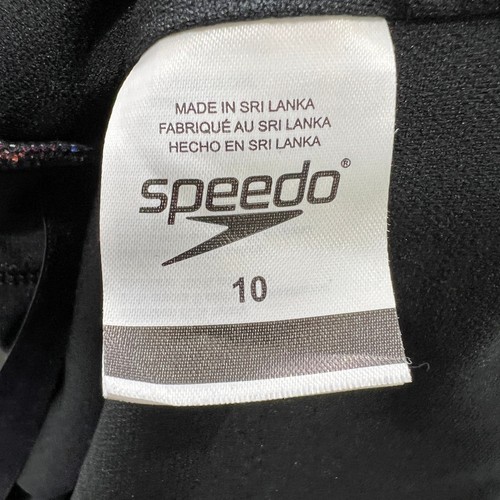 MADE IN SRI LANKA
FABRIQUÉ AU SRI LANKA
HECHO EN SRI LANKA
speedo®
10